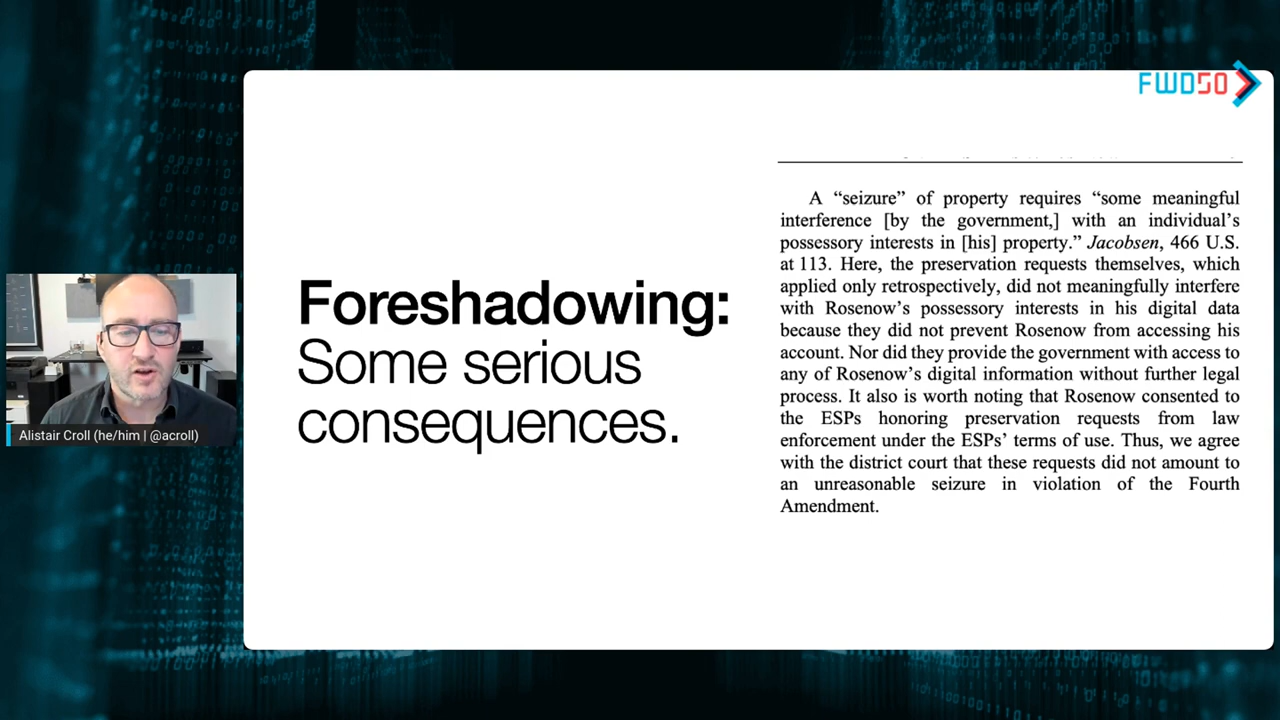 FWD50
Foreshadowing:
Some serious
consequences.
A “seizure” of property requires “some meaningful
interference [by the government,] with an individual’s
possessory interests in [his] property.” Jacobsen, 466 U.S.
at 113. Here, the preservation requests themselves, which
applied only retrospectively, did not meaningfully interfere
with Rosenow’s possessory interests in his digital data
because they did not prevent Rosenow from accessing his
account. Nor did they provide the government with access to
any of Rosenow’s digital information without further legal
process. It also is worth noting that Rosenow consented to
the ESPs honoring preservation requests from law
enforcement under the ESPs’ terms of use. Thus, we agree
with the district court that these requests did not amount to
an unreasonable seizure in violation of the Fourth
Amendment.
Alistair Croll (he/him | @acroll)